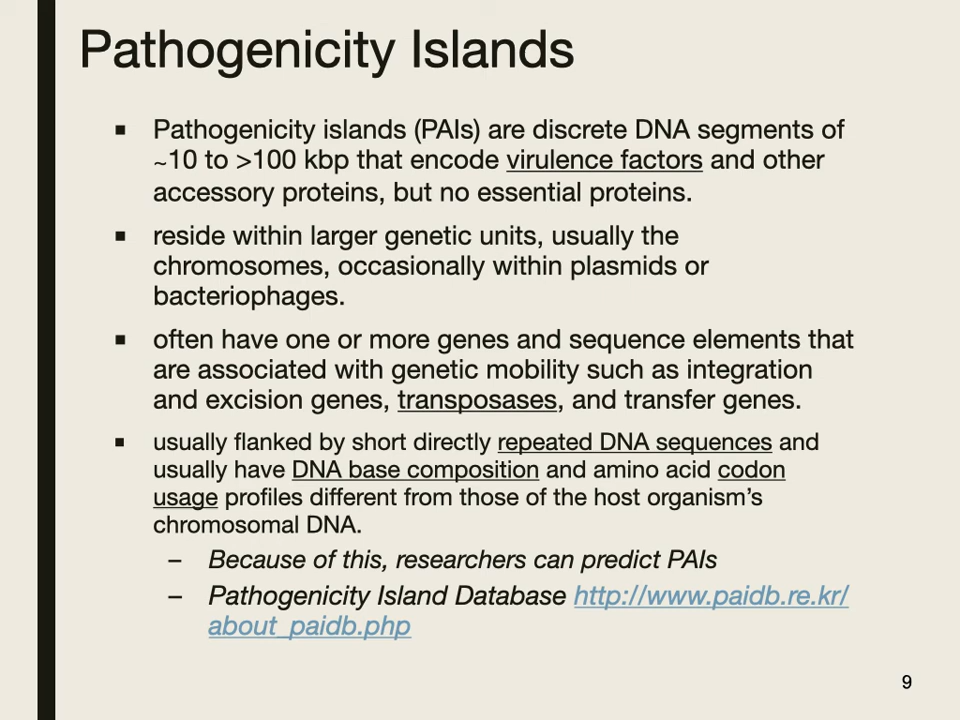 Pathogenicity Islands
▪ Pathogenicity islands (PAIs) are discrete DNA segments of
~10 to >100 kbp that encode virulence factors and other
accessory proteins, but no essential proteins.
▪ reside within larger genetic units, usually the
chromosomes, occasionally within plasmids or
bacteriophages.
▪ often have one or more genes and sequence elements that
are associated with genetic mobility such as integration
and excision genes, transposases, and transfer genes.
▪ usually flanked by short directly repeated DNA sequences and
usually have DNA base composition and amino acid codon
usage profiles different from those of the host organism's
chromosomal DNA.
– Because of this, researchers can predict PAIs
– Pathogenicity Island Database http://www.paidb.re.kr/
about_paidb.php
9